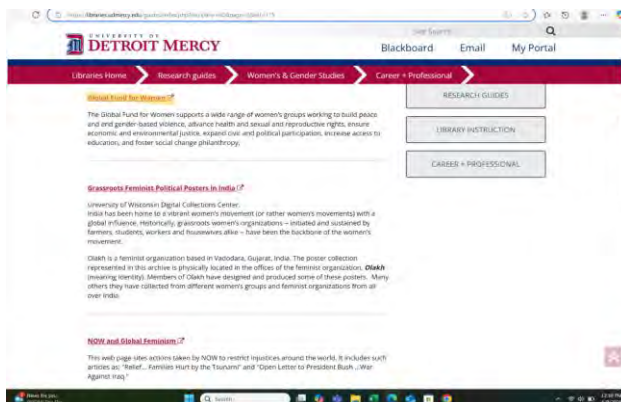 UNIVERSITY OF
DETROIT MERCY
Blackboard Email My Portal
Libraries Home Research guides Women's & Gender Studies Career + Professional
Global Fund for Women
The Global Fund for Women supports a wide range of women's groups working to build peace
and end gender-based violence, advance health and sexual and reproductive rights, ensure
economic and environmental justice, expand civil and political participation, increase access to
education, and foster social change philanthropy.
RESEARCH GUIDES
LIBRARY INSTRUCTION
CAREER + PROFESSIONAL
Grassroots Feminist Political Posters in India
University of Wisconsin Digital Collections Center.
India has been home to a vibrant women's movement (or rather women's movements) with a
global influence. Historically, grassroots women's organizations – initiated and sustained by
farmers, students, workers and housewives alike – have been the backbone of the women's
movement.
Olakh is a feminist organization based in Vadodara, Gujarat, India. The poster collection
represented in this archive is physically located in the offices of the feminist organization, Olakh
(meaning identity). Members of Olakh have designed and produced some of these posters. Many
others they have collected from different women's groups and feminist organizations from all
over India.
NOW and Global Feminism
This web page sites actions taken by NOW to restrict injustices around the world. It includes such
articles as: "Relief... Families Hurt by the Tsunami" and "Open Letter to President Bush ...War
Against Iraq."
Search